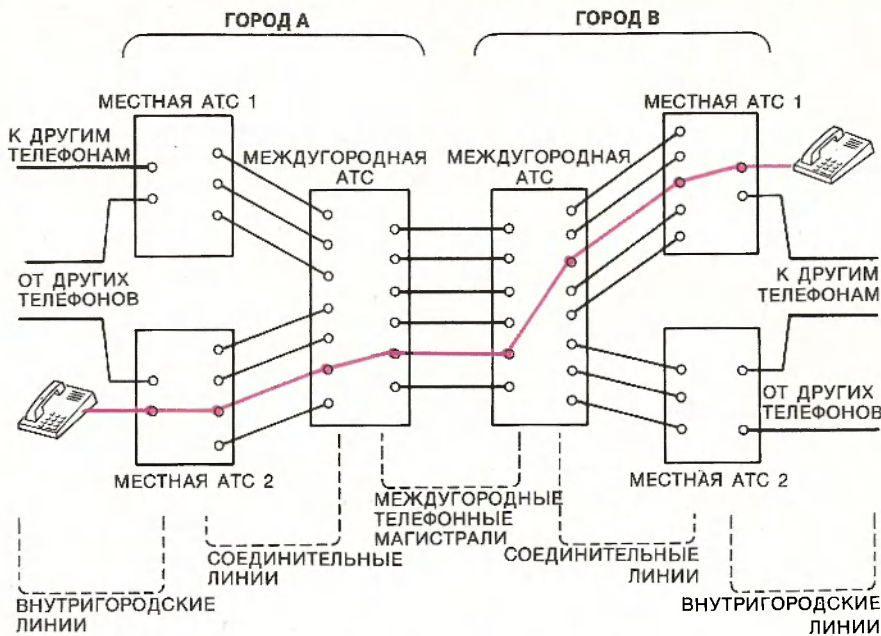 ГОРОД А
ГОРОД В
МЕСТНАЯ АТС 1
МЕСТНАЯ АТС 1
К ДРУГИМ
ТЕЛЕФОНАМ
МЕЖДУГОРОДНАЯ
АТС
МЕЖДУГОРОДНАЯ
АТС
ОТ ДРУГИХ
ТЕЛЕФОНОВ
К ДРУГИМ
ТЕЛЕФОНАМ
ОТ ДРУГИХ
ТЕЛЕФОНОВ
МЕСТНАЯ АТС 2
МЕСТНАЯ АТС 2
МЕЖДУГОРОДНЫЕ
ТЕЛЕФОННЫЕ
МАГИСТРАЛИ
СОЕДИНИТЕЛЬНЫЕ
ЛИНИИ
СОЕДИНИТЕЛЬНЫЕ
ЛИНИИ
ВНУТРИГОРОДСКИЕ
ЛИНИИ
ВНУТРИГОРОДСКИЕ
ЛИНИИ